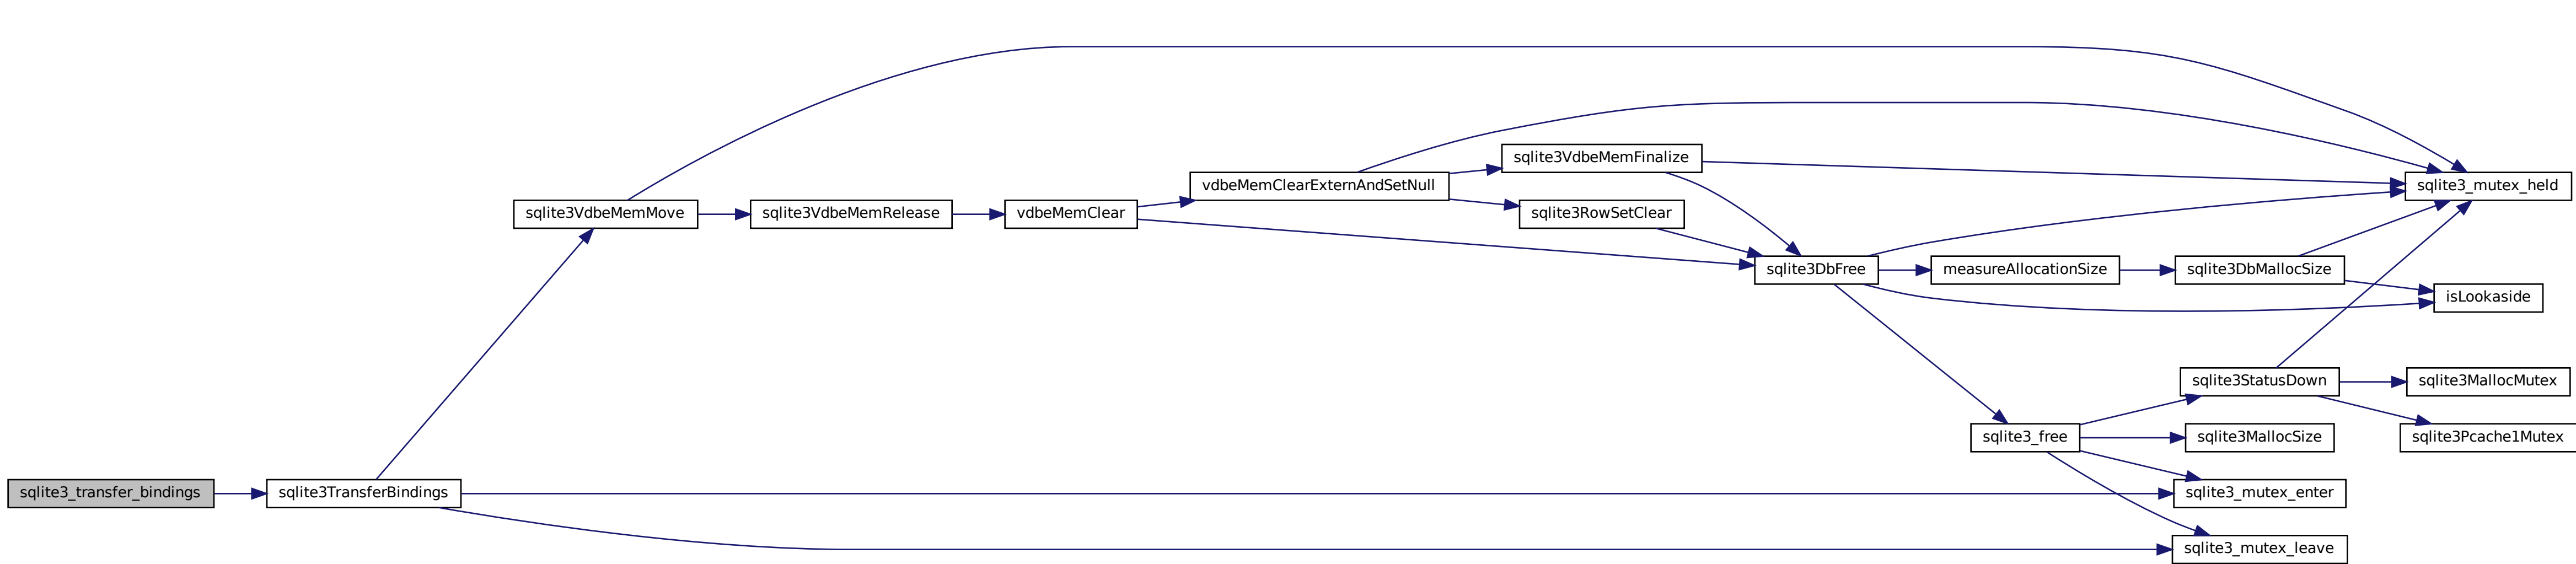 sqlite3_transfer_bindings
sqlite3TransferBindings
sqlite3VdbeMemMove
sqlite3VdbeMemRelease
vdbeMemClear
vdbeMemClearExternAndSetNull
sqlite3VdbeMemFinalize
sqlite3RowSetClear
sqlite3DbFree
measureAllocationSize
sqlite3DbMallocSize
sqlite3_mutex_held
isLookaside
sqlite3_free
sqlite3StatusDown
sqlite3MallocMutex
sqlite3Pcache1Mutex
sqlite3MallocSize
sqlite3_mutex_enter
sqlite3_mutex_leave